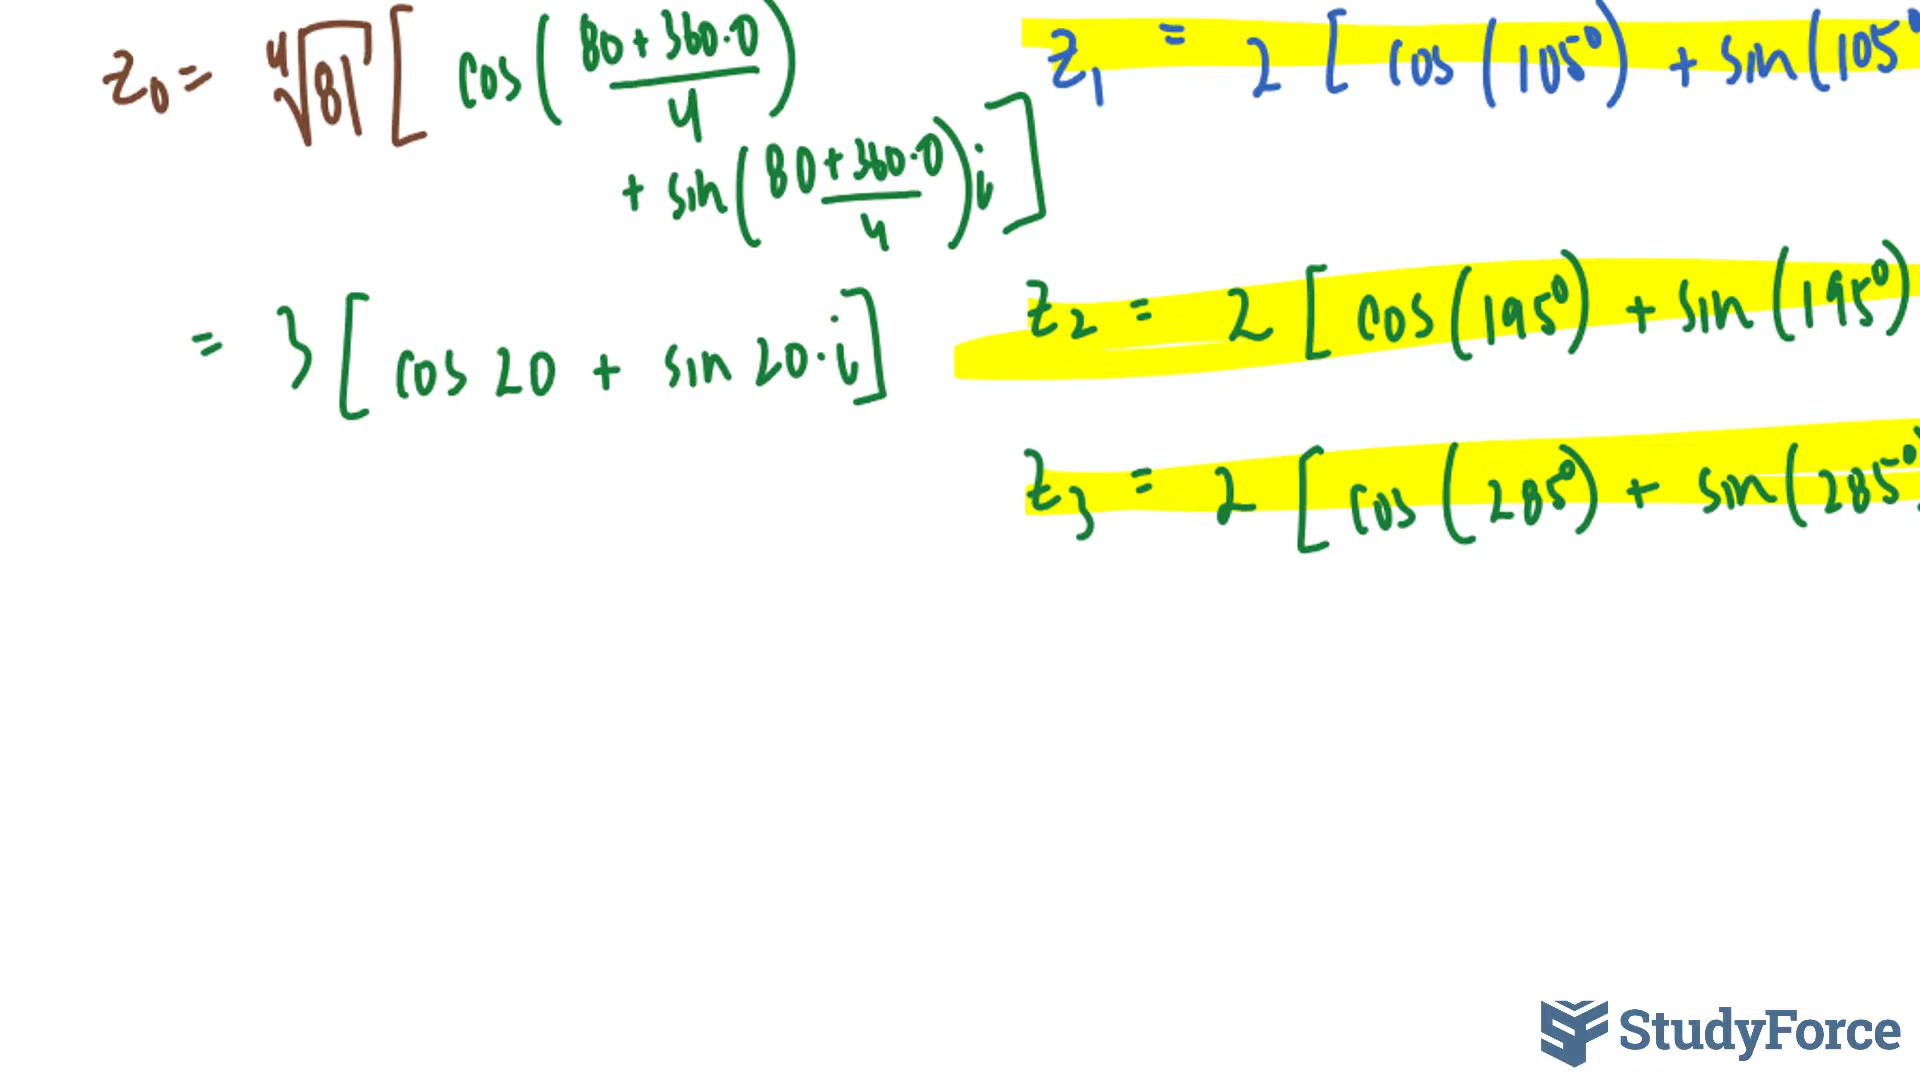 z₀ = ⁴√81 [ cos( (80 + 360·0)/4 )
+ sin( (80 + 360·0)/4 )i ]
= 3 [ cos 20 + sin 20 · i ]
z₁ = 2 [ cos(105°) + sin(105°
z₂ = 2 [ cos(195°) + sin(195°)
z₃ = 2 [ cos(285°) + sin(285°)
StudyForce